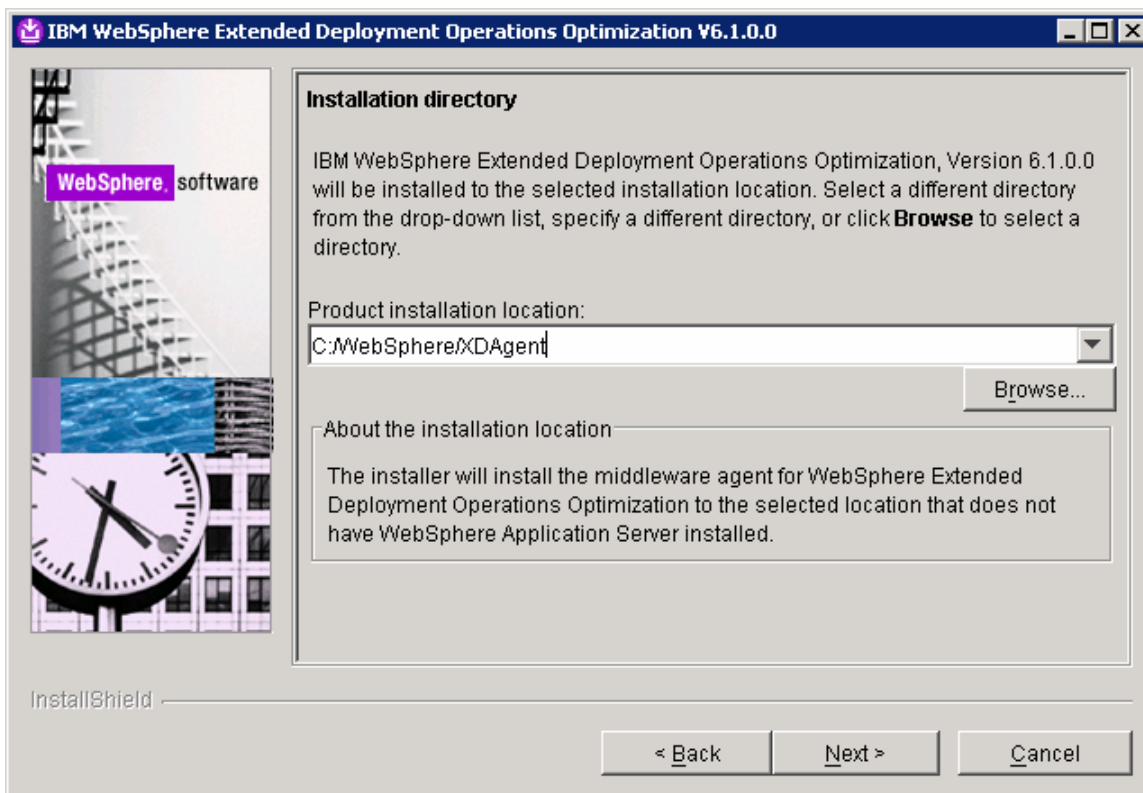 IBM WebSphere Extended Deployment Operations Optimization V6.1.0.0
WebSphere. software
Installation directory
IBM WebSphere Extended Deployment Operations Optimization, Version 6.1.0.0
will be installed to the selected installation location. Select a different directory
from the drop-down list, specify a different directory, or click Browse to select a
directory.
Product installation location:
C:/WebSphere/XDAgent
Browse...
About the installation location
The installer will install the middleware agent for WebSphere Extended
Deployment Operations Optimization to the selected location that does not
have WebSphere Application Server installed.
InstallShield
< Back
Next >
Cancel